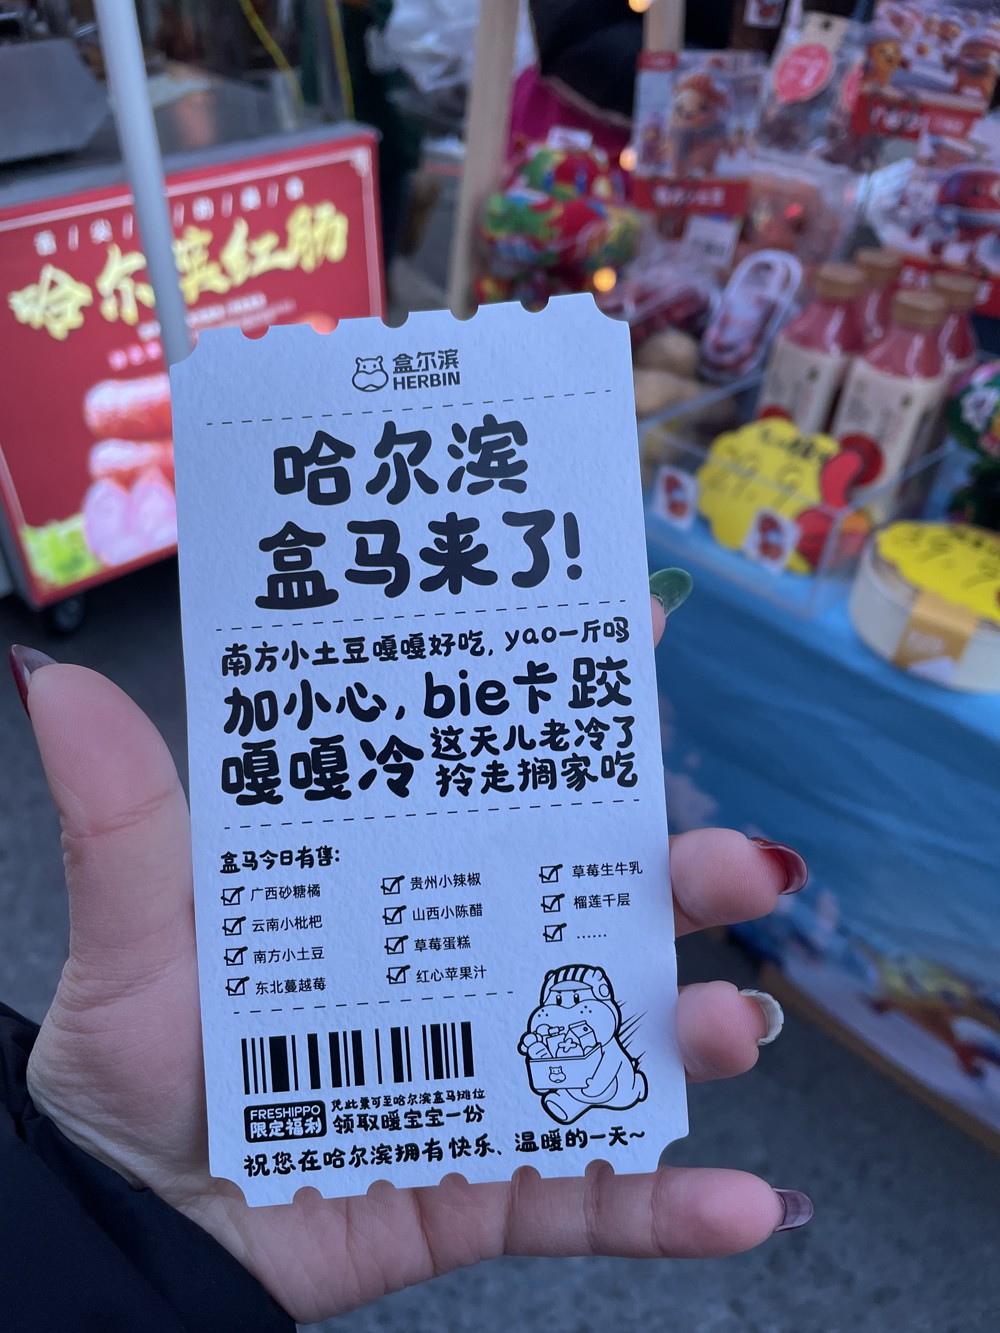 哈尔滨红肠
盒尔滨
HERBIN
哈尔滨
盒马来了!
南方小土豆嘎嘎好吃, yao一斤吗
加小心, bie卡跤
嘎嘎冷 这天儿老冷了
拎走搁家吃
盒马今日有售:
广西砂糖橘 贵州小辣椒 草莓生牛乳
云南小枇杷 山西小陈醋 榴莲千层
南方小土豆 草莓蛋糕 ……
东北蔓越莓 红心苹果汁
FRESHIPPO 凭此票可至哈尔滨盒马摊位
限定福利 领取暖宝宝一份
祝您在哈尔滨拥有快乐、温暖的一天~